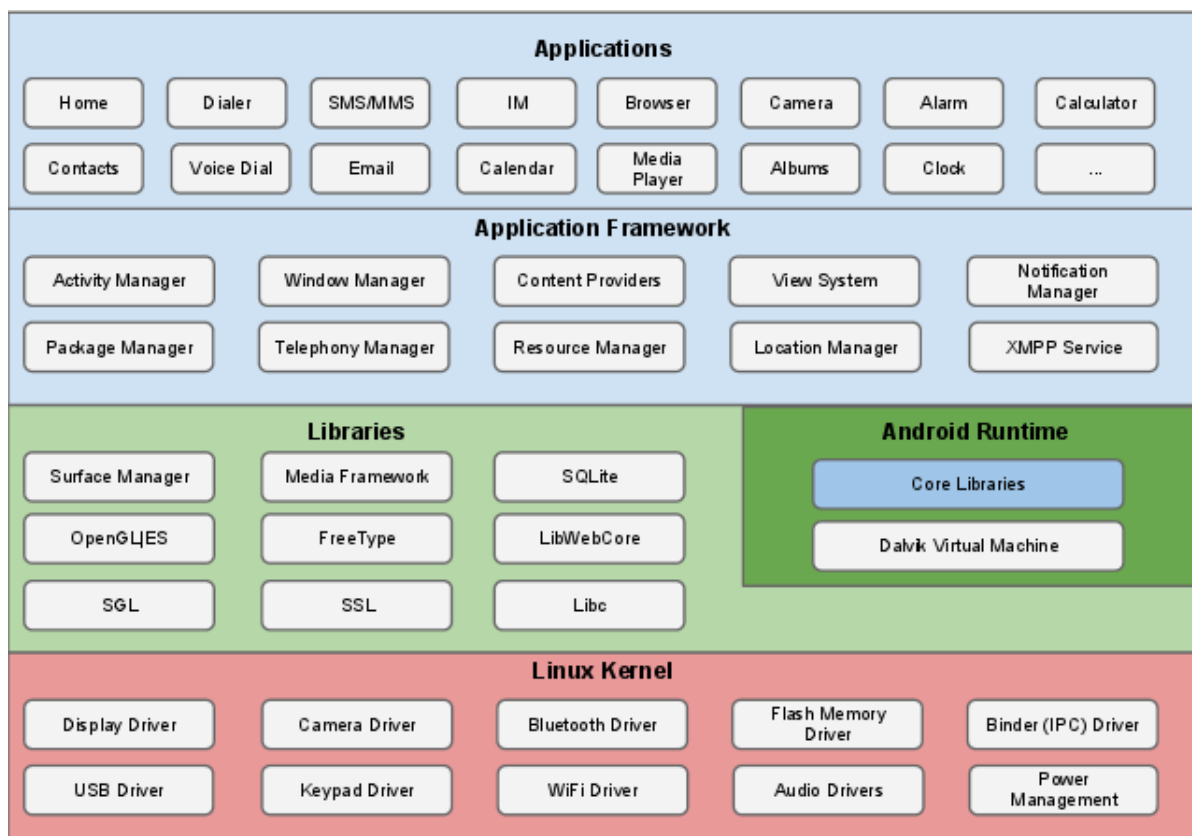 Applications
Home
Dialer
SMS/MMS
IM
Browser
Camera
Alarm
Calculator
Contacts
Voice Dial
Email
Calendar
Media
Player
Albums
Clock
...
Application Framework
Activity Manager
Window Manager
Content Providers
View System
Notification
Manager
Package Manager
Telephony Manager
Resource Manager
Location Manager
XMPP Service
Libraries
Surface Manager
Media Framework
SQLite
OpenGL|ES
FreeType
LibWebCore
SGL
SSL
Libc
Android Runtime
Core Libraries
Dalvik Virtual Machine
Linux Kernel
Display Driver
Camera Driver
Bluetooth Driver
Flash Memory
Driver
Binder (IPC) Driver
USB Driver
Keypad Driver
WiFi Driver
Audio Drivers
Power
Management